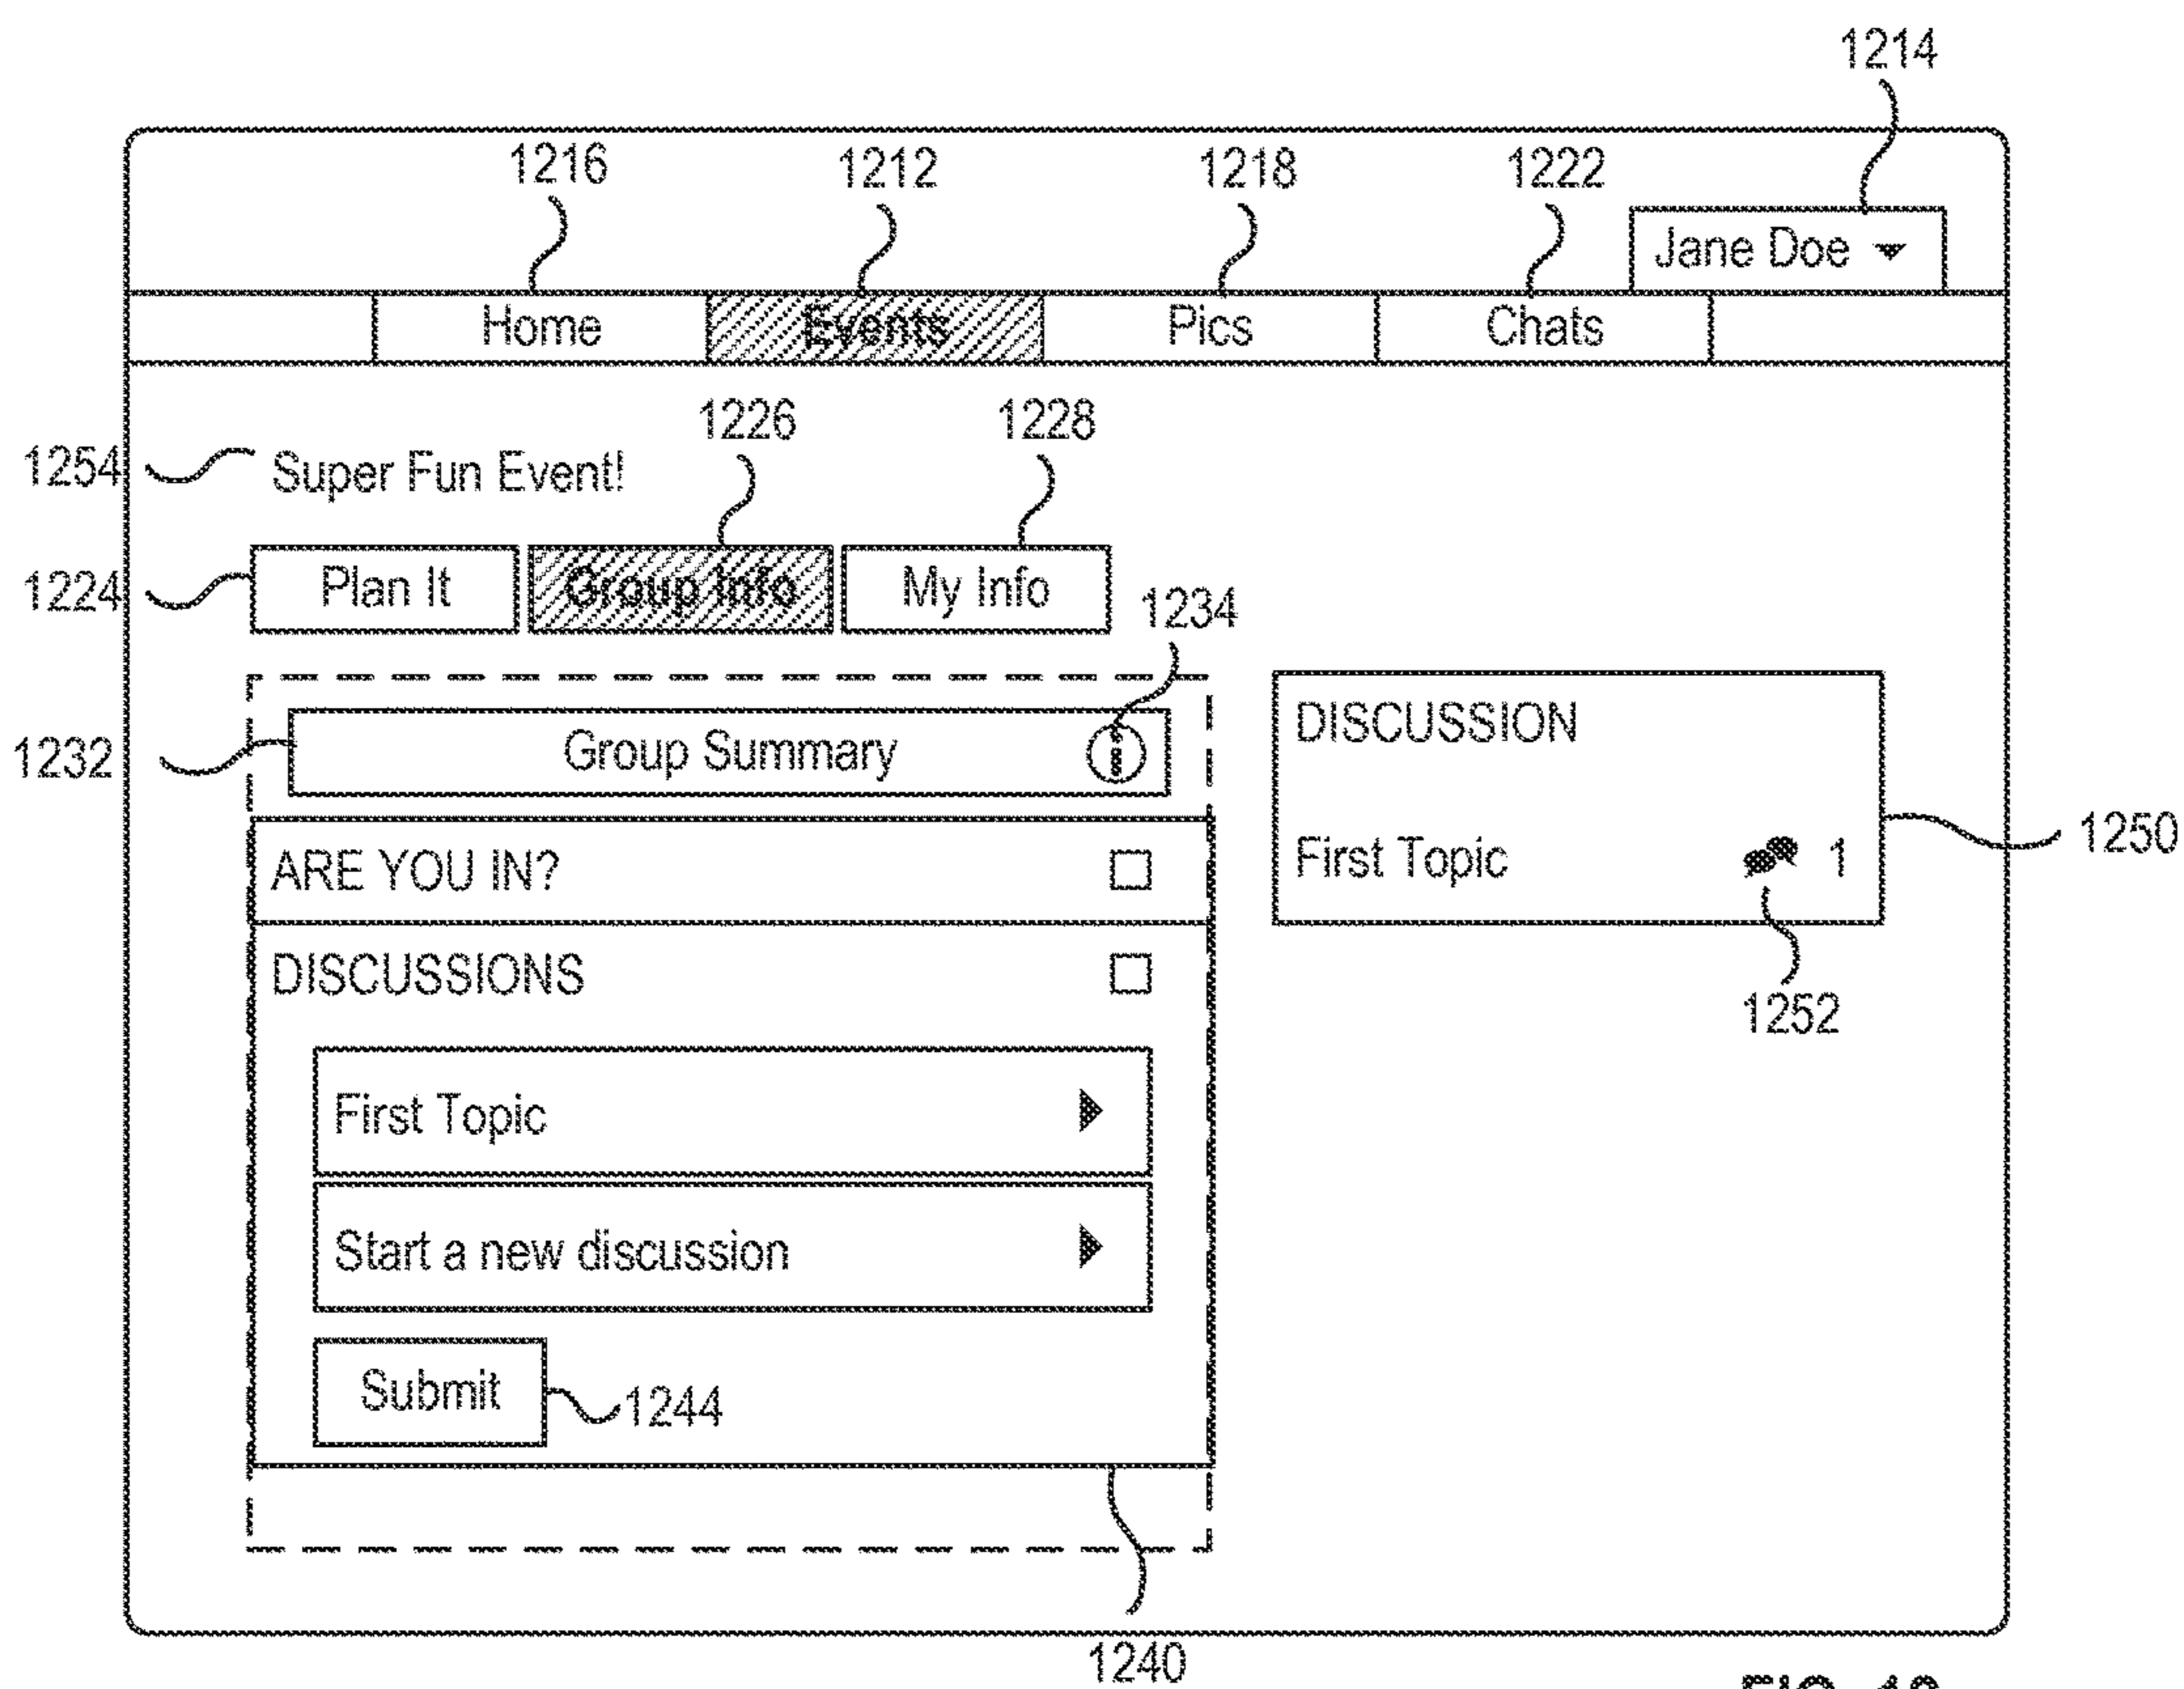 1214
1216 1212 1218 1222
Jane Doe
Home Events Pics Chats
1226 1228
1254 Super Fun Event!
1224 Plan It Group Info My Info
1234
1232 Group Summary
DISCUSSION
ARE YOU IN?
First Topic 1 1250
DISCUSSIONS
1252
First Topic
Start a new discussion
Submit 1244
1240
FIG.